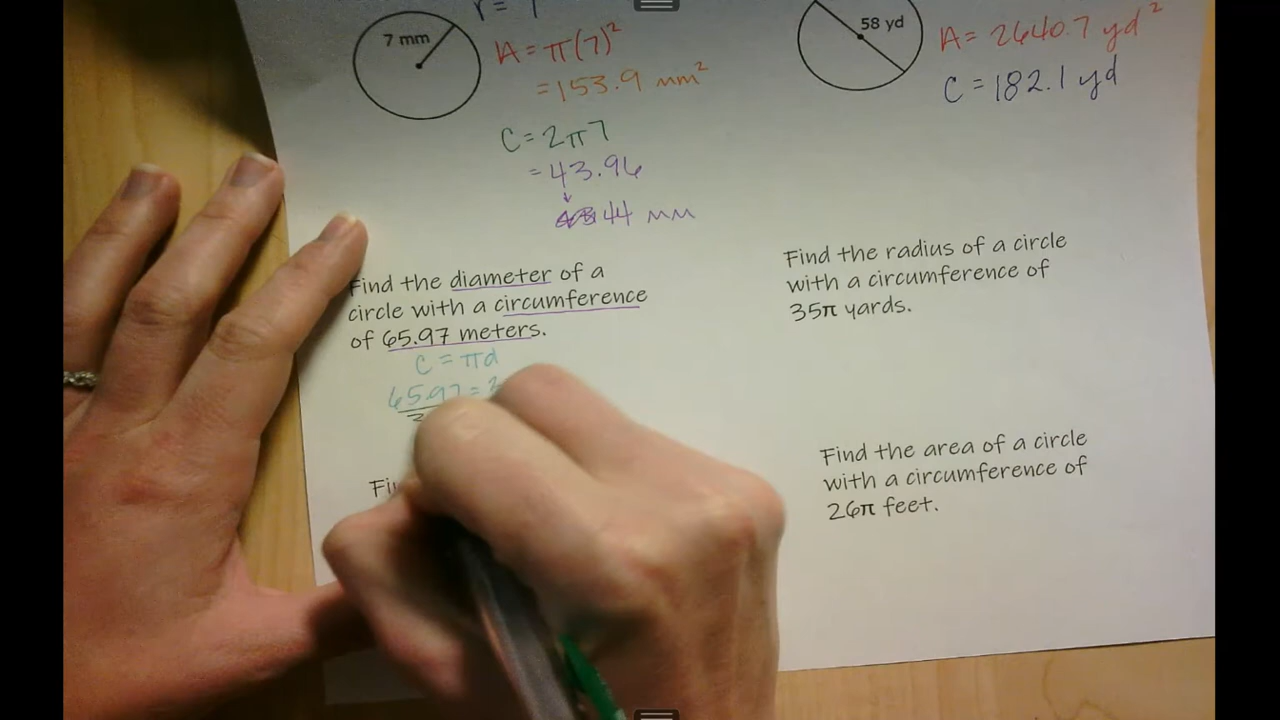 7 mm
A = π(7)²
= 153.9 mm²
C = 2π7
= 43.96
44 mm
58 yd
A = 2640.7 yd²
C = 182.1 yd
Find the diameter of a
circle with a circumference
of 65.97 meters.
C = πd
65.97 =
Find the radius of a circle
with a circumference of
35π yards.
Find the area of a circle
with a circumference of
26π feet.